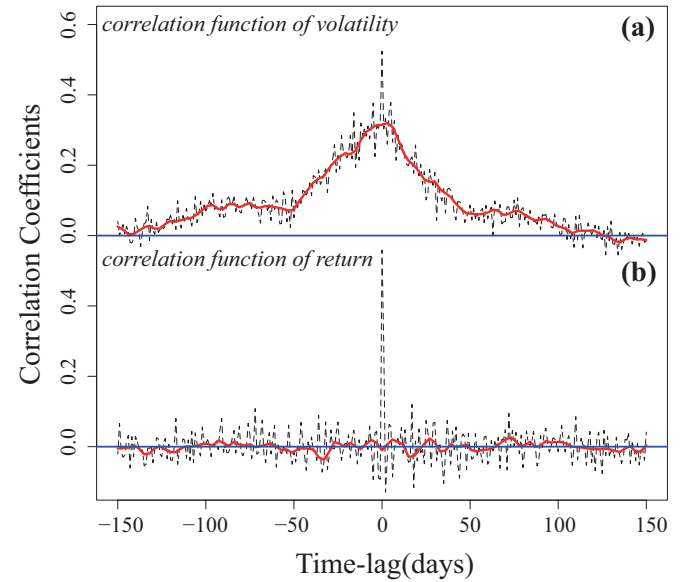 correlation function of volatility
(a)
0.6
0.4
0.2
0.0
correlation function of return
(b)
0.4
0.2
0.0
Correlation Coefficients
−150 −100 −50 0 50 100 150
Time-lag(days)